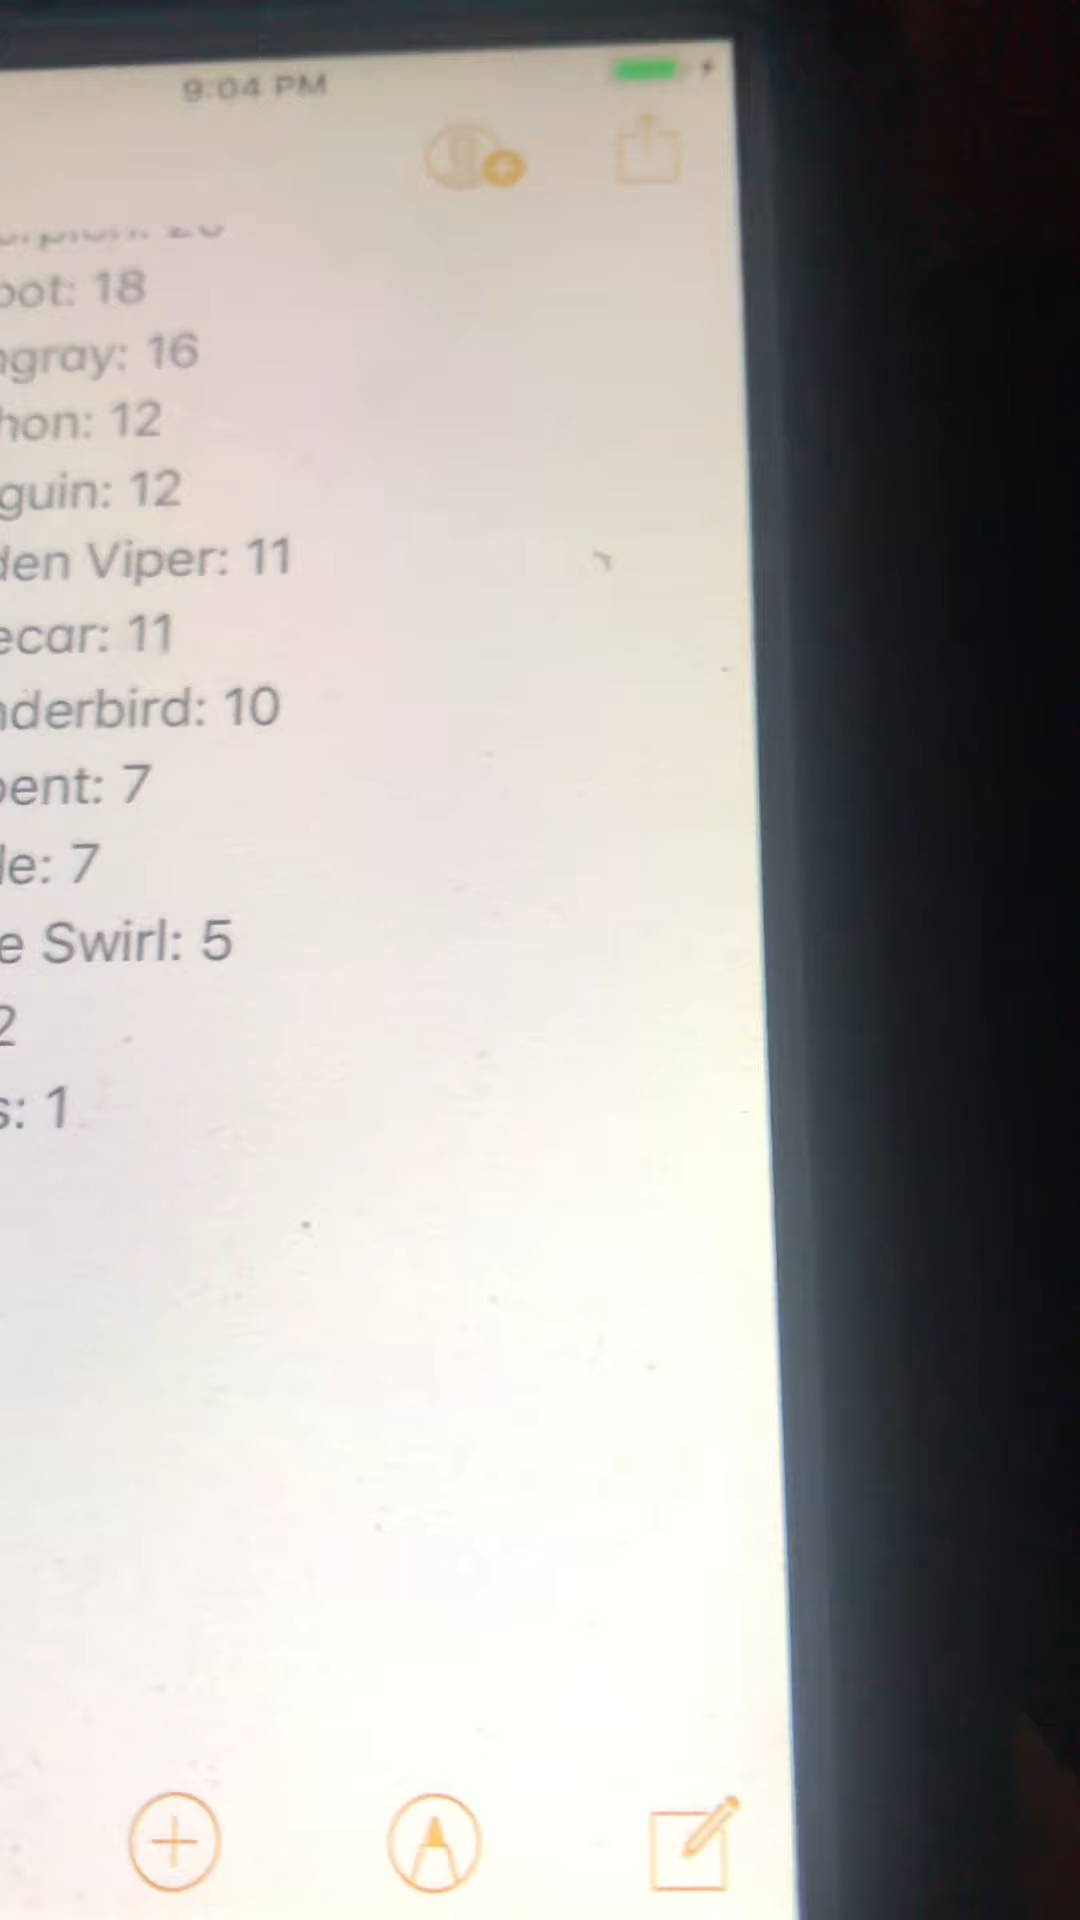 9:04 PM
oot: 18
ngray: 16
hon: 12
guin: 12
den Viper: 11
ecar: 11
nderbird: 10
pent: 7
le: 7
e Swirl: 5
2
s: 1